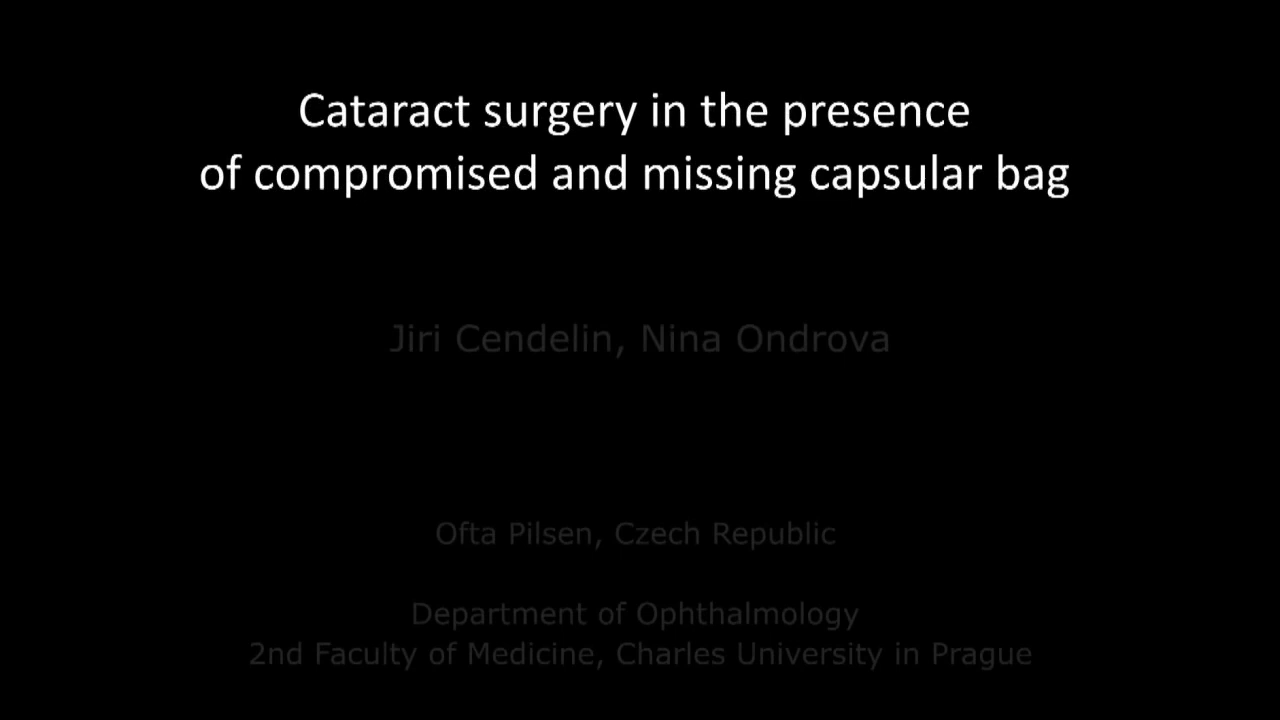 Cataract surgery in the presence
of compromised and missing capsular bag
Jiri Cendelin, Nina Ondrova
Ofta Pilsen, Czech Republic
Department of Ophthalmology
2nd Faculty of Medicine, Charles University in Prague